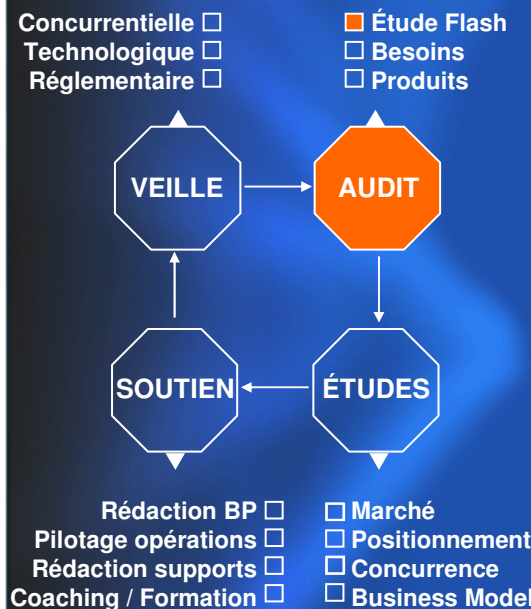 Concurrentielle
Technologique
Réglementaire
Étude Flash
Besoins
Produits
VEILLE
AUDIT
SOUTIEN
ÉTUDES
Rédaction BP
Pilotage opérations
Rédaction supports
Coaching / Formation
Marché
Positionnement
Concurrence
Business Mode